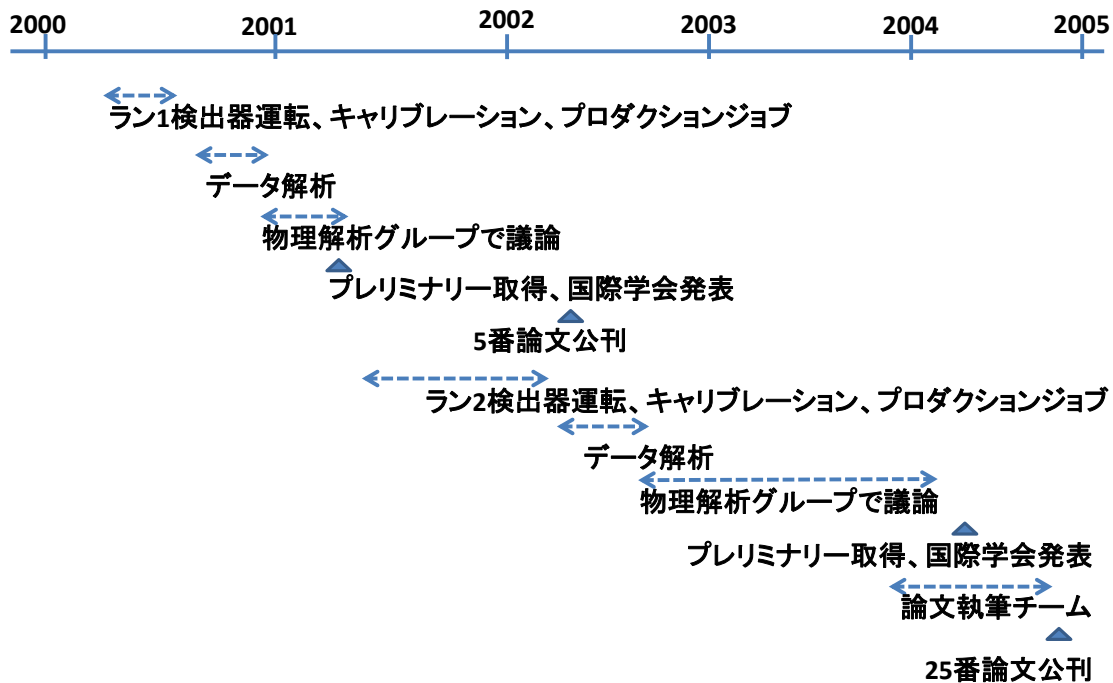 2000 2001 2002 2003 2004 2005
ラン1検出器運転、キャリブレーション、プロダクションジョブ
データ解析
物理解析グループで議論
プレリミナリー取得、国際学会発表
5番論文公刊
ラン2検出器運転、キャリブレーション、プロダクションジョブ
データ解析
物理解析グループで議論
プレリミナリー取得、国際学会発表
論文執筆チーム
25番論文公刊